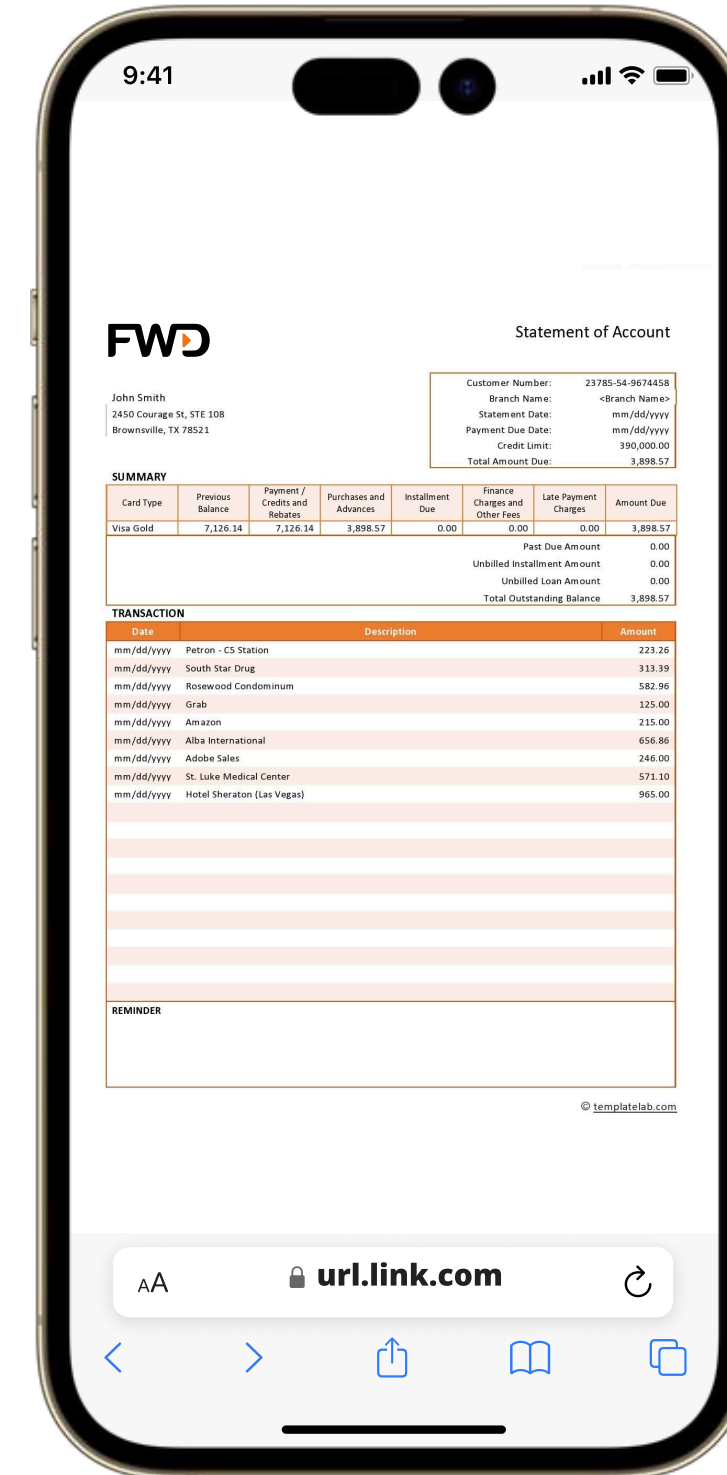 9:41
FWD
Statement of Account
John Smith
2450 Courage St, STE 108
Brownsville, TX 78521
Customer Number: 23785-54-9674458
Branch Name: <Branch Name>
Statement Date: mm/dd/yyyy
Payment Due Date: mm/dd/yyyy
Credit Limit: 390,000.00
Total Amount Due: 3,898.57
SUMMARY
Card Type Previous Balance Payment / Credits and Rebates Purchases and Advances Installment Due Finance Charges and Other Fees Late Payment Charges Amount Due
Visa Gold 7,126.14 7,126.14 3,898.57 0.00 0.00 0.00 3,898.57
Past Due Amount 0.00
Unbilled Installment Amount 0.00
Unbilled Loan Amount 0.00
Total Outstanding Balance 3,898.57
TRANSACTION
Date Description Amount
mm/dd/yyyy Petron - C5 Station 223.26
mm/dd/yyyy South Star Drug 313.39
mm/dd/yyyy Rosewood Condominum 582.96
mm/dd/yyyy Grab 125.00
mm/dd/yyyy Amazon 215.00
mm/dd/yyyy Alba International 656.86
mm/dd/yyyy Adobe Sales 246.00
mm/dd/yyyy St. Luke Medical Center 571.10
mm/dd/yyyy Hotel Sheraton (Las Vegas) 965.00
REMINDER
© templatelab.com
AA url.link.com